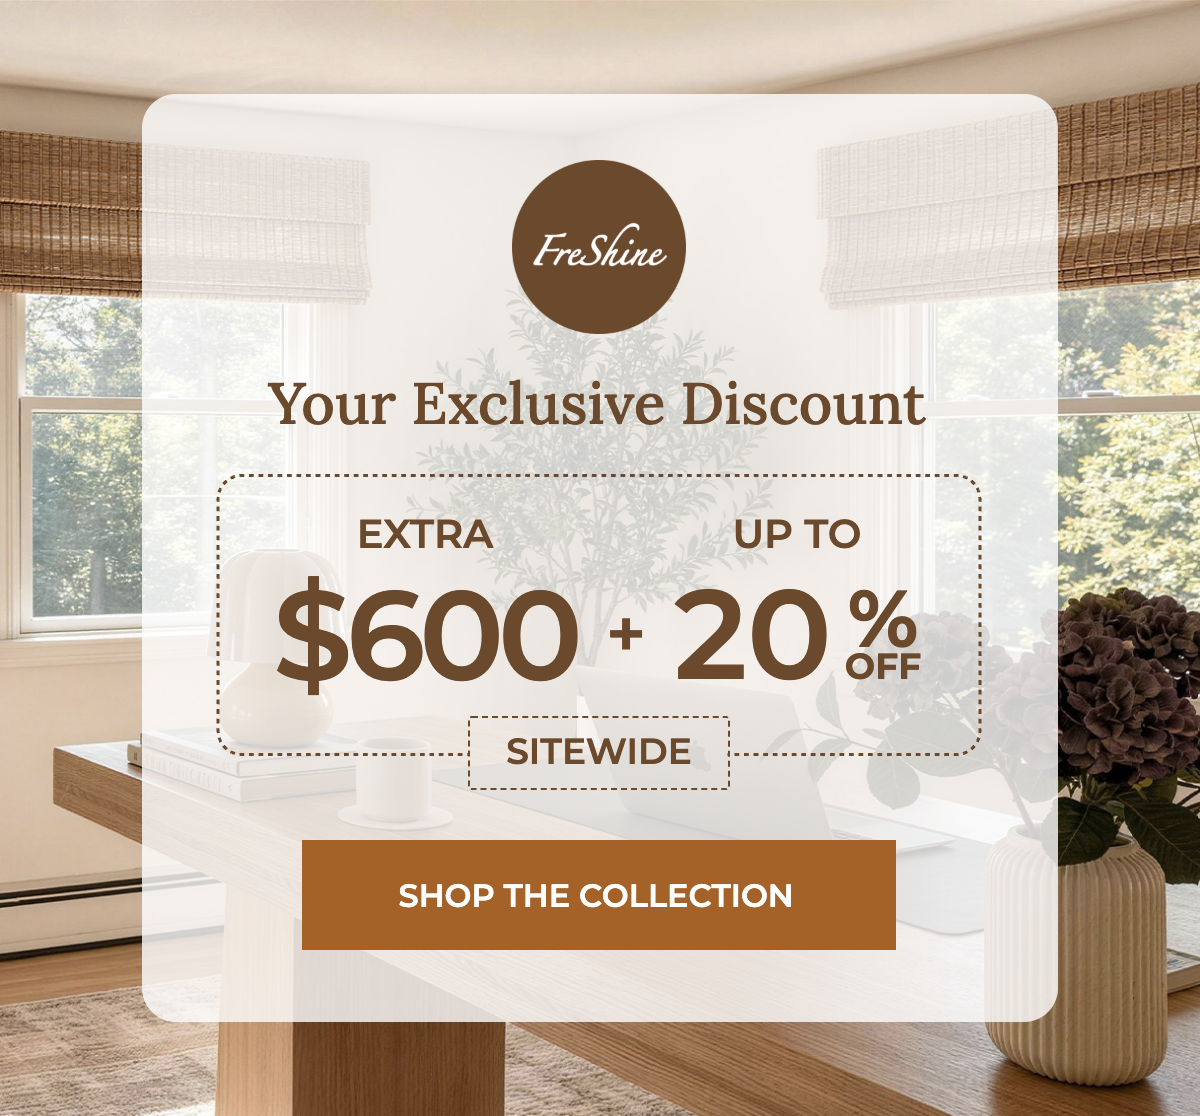 FreShine
Your Exclusive Discount
EXTRA
$600
+
UP TO
20% OFF
SITEWIDE
SHOP THE COLLECTION